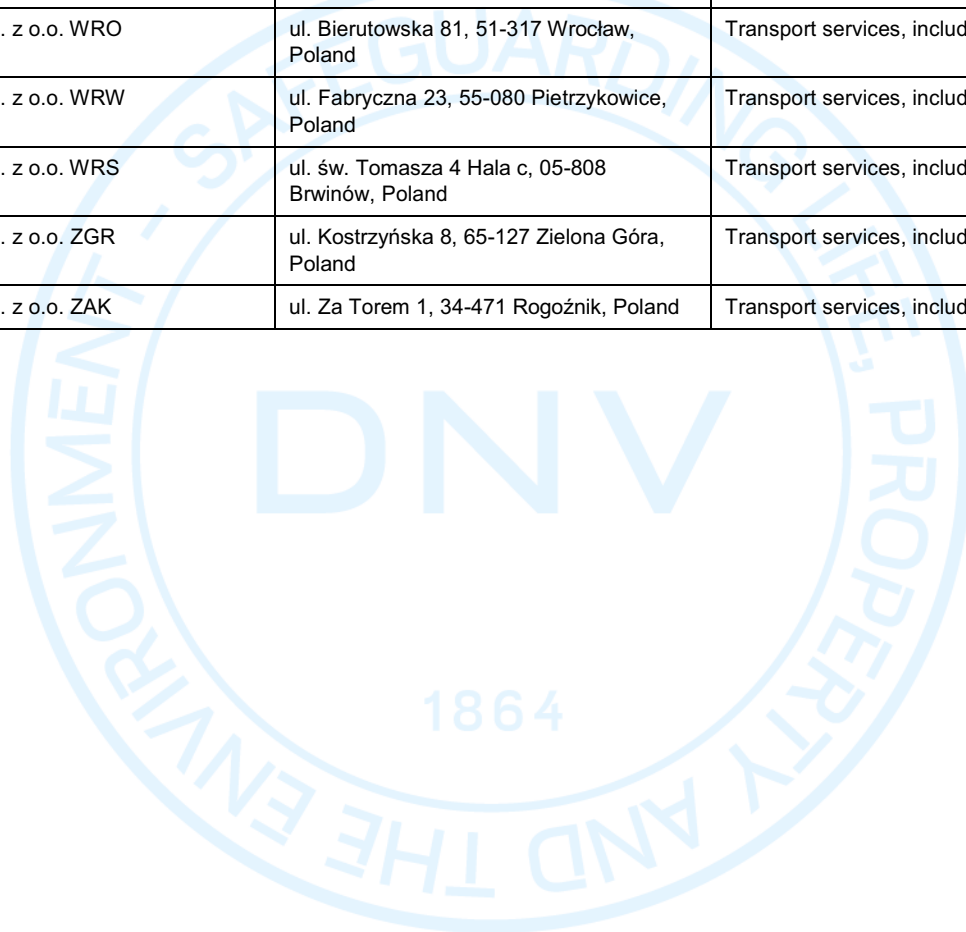 . z o.o. WRO
ul. Bierutowska 81, 51-317 Wrocław,
Poland
Transport services, includ
. z o.o. WRW
ul. Fabryczna 23, 55-080 Pietrzykowice,
Poland
Transport services, includ
. z o.o. WRS
ul. św. Tomasza 4 Hala c, 05-808
Brwinów, Poland
Transport services, includ
. z o.o. ZGR
ul. Kostrzyńska 8, 65-127 Zielona Góra,
Poland
Transport services, includ
. z o.o. ZAK
ul. Za Torem 1, 34-471 Rogoźnik, Poland
Transport services, includ
SAFEGUARDING LIFE, PROPERTY AND THE ENVIRONMENT -
DNV
1864